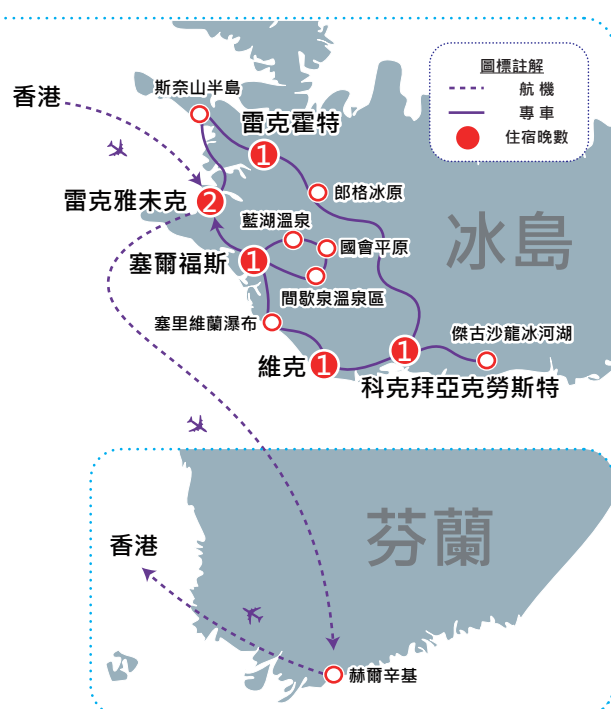 圖標註解
航機
專車
住宿晚數
斯奈山半島
香港
雷克霍特
1
郎格冰原
雷克雅未克
2
藍湖溫泉
冰島
國會平原
塞爾福斯
1
間歇泉溫泉區
塞里維蘭瀑布
傑古沙龍冰河湖
維克
1
1
科克拜亞克勞斯特
芬蘭
香港
赫爾辛基